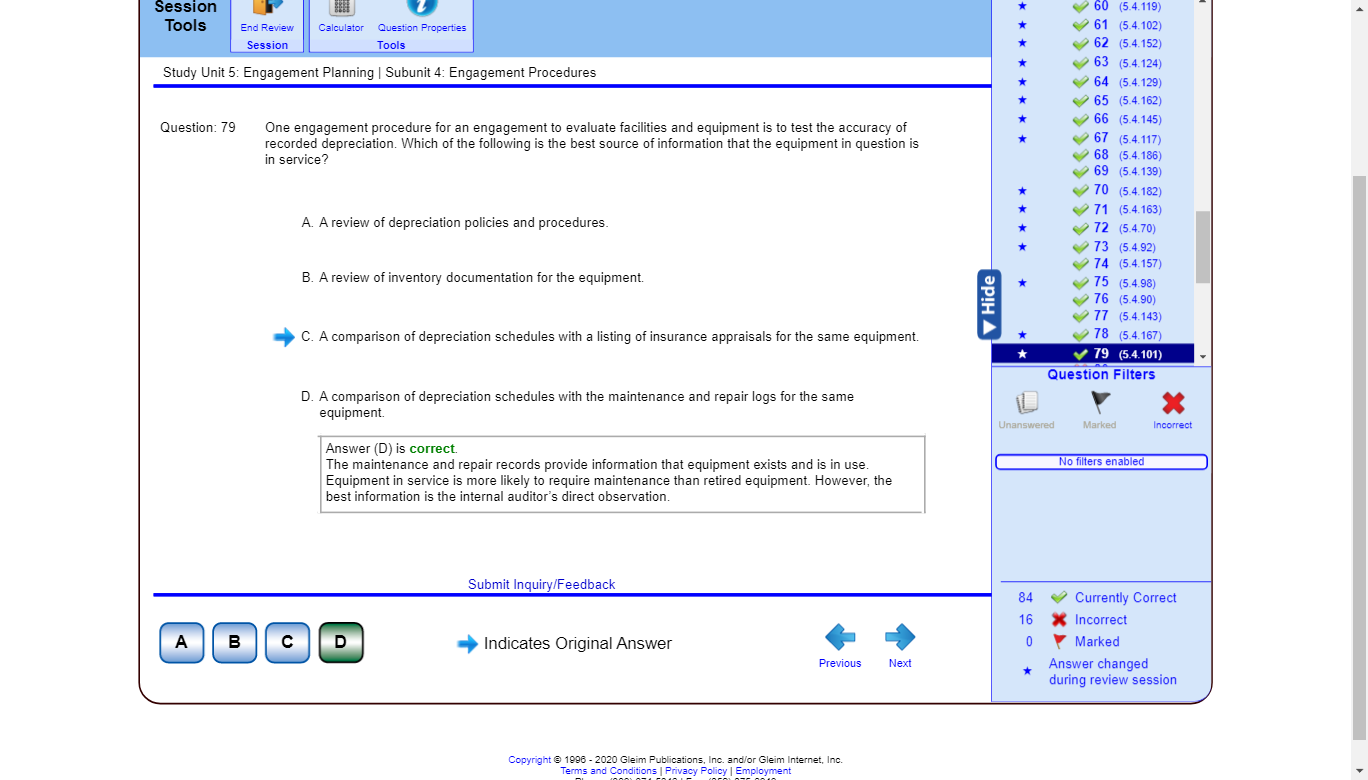 Session
Tools
End Review
Session
Calculator
Question Properties
Tools
Study Unit 5: Engagement Planning | Subunit 4: Engagement Procedures
Question: 79
One engagement procedure for an engagement to evaluate facilities and equipment is to test the accuracy of
recorded depreciation. Which of the following is the best source of information that the equipment in question is
in service?
A. A review of depreciation policies and procedures.
B. A review of inventory documentation for the equipment.
C. A comparison of depreciation schedules with a listing of insurance appraisals for the same equipment.
D. A comparison of depreciation schedules with the maintenance and repair logs for the same
equipment.
Answer (D) is correct.
The maintenance and repair records provide information that equipment exists and is in use.
Equipment in service is more likely to require maintenance than retired equipment. However, the
best information is the internal auditor's direct observation.
Submit Inquiry/Feedback
A
B
C
D
Indicates Original Answer
Previous
Next
60 (5.4.119)
61 (5.4.102)
62 (5.4.152)
63 (5.4.124)
64 (5.4.129)
65 (5.4.162)
66 (5.4.145)
67 (5.4.117)
68 (5.4.186)
69 (5.4.139)
70 (5.4.182)
71 (5.4.163)
72 (5.4.70)
73 (5.4.92)
74 (5.4.157)
75 (5.4.98)
76 (5.4.90)
77 (5.4.143)
78 (5.4.167)
79 (5.4.101)
Hide
Question Filters
Unanswered
Marked
Incorrect
No filters enabled
84 Currently Correct
16 Incorrect
0 Marked
Answer changed
during review session
Copyright © 1996 - 2020 Gleim Publications, Inc. and/or Gleim Internet, Inc.
Terms and Conditions | Privacy Policy | Employment